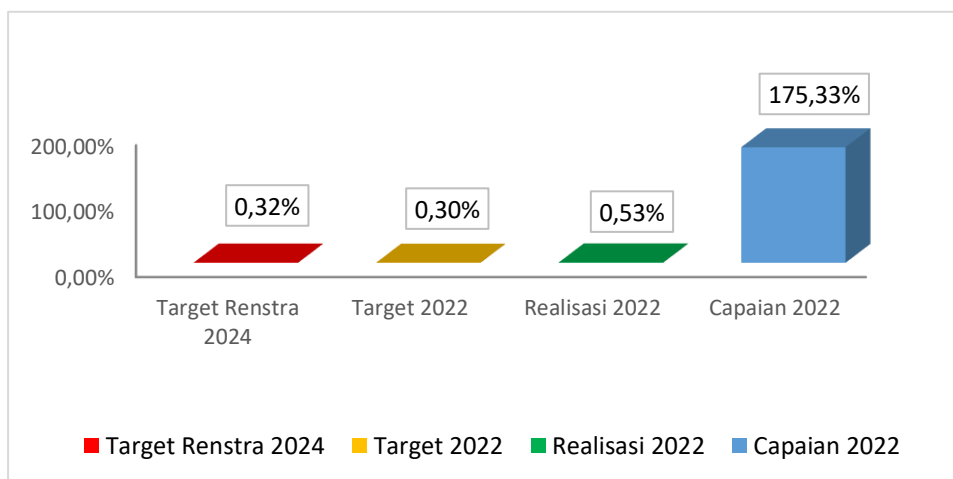 175,33%
200,00%
0,32%
0,30%
0,53%
100,00%
0,00%
Target Renstra
2024
Target 2022
Realisasi 2022
Capaian 2022
Target Renstra 2024
Target 2022
Realisasi 2022
Capaian 2022